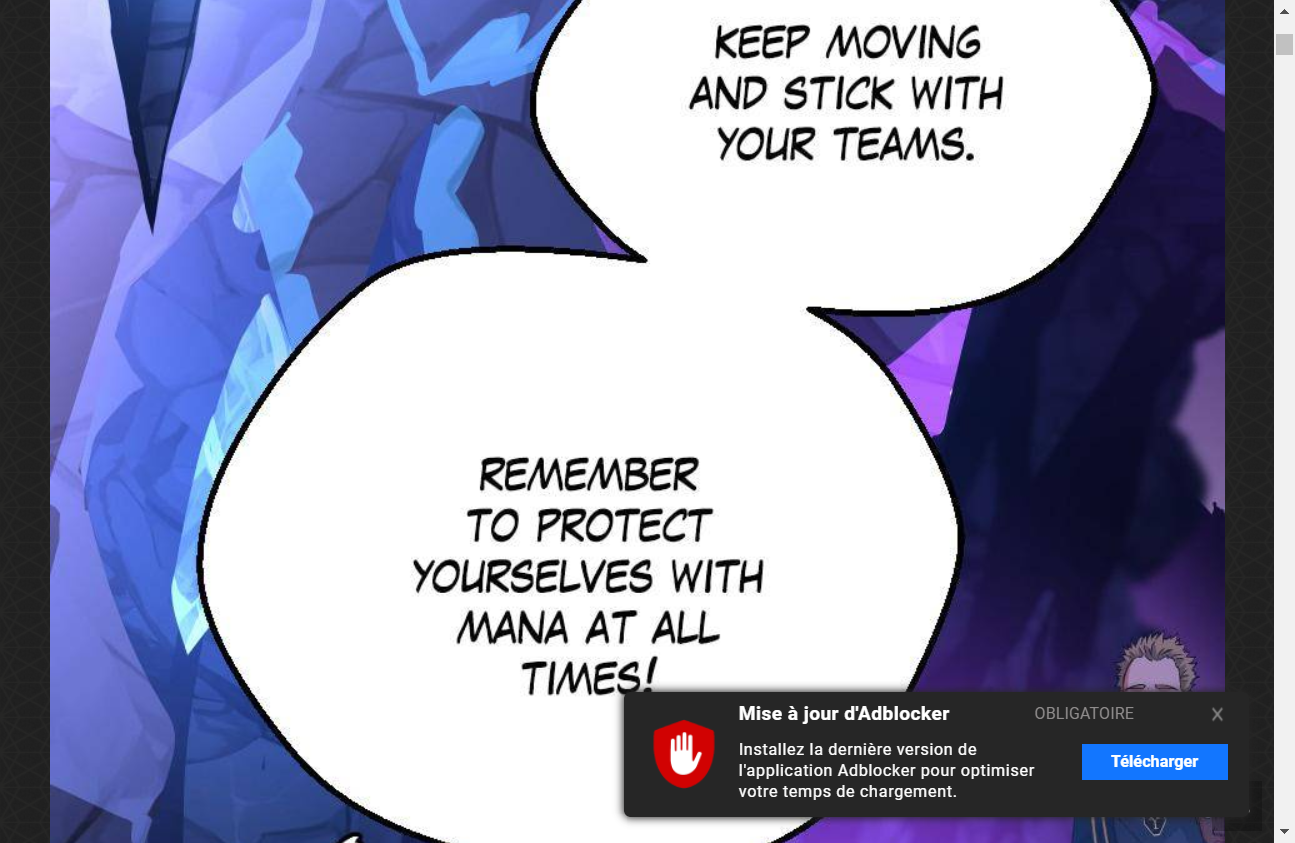 KEEP MOVING
AND STICK WITH
YOUR TEAMS.
REMEMBER
TO PROTECT
YOURSELVES WITH
MANA AT ALL
TIMES!
Mise à jour d'Adblocker
OBLIGATOIRE
X
Installez la dernière version de
l'application Adblocker pour optimiser
votre temps de chargement.
Télécharger